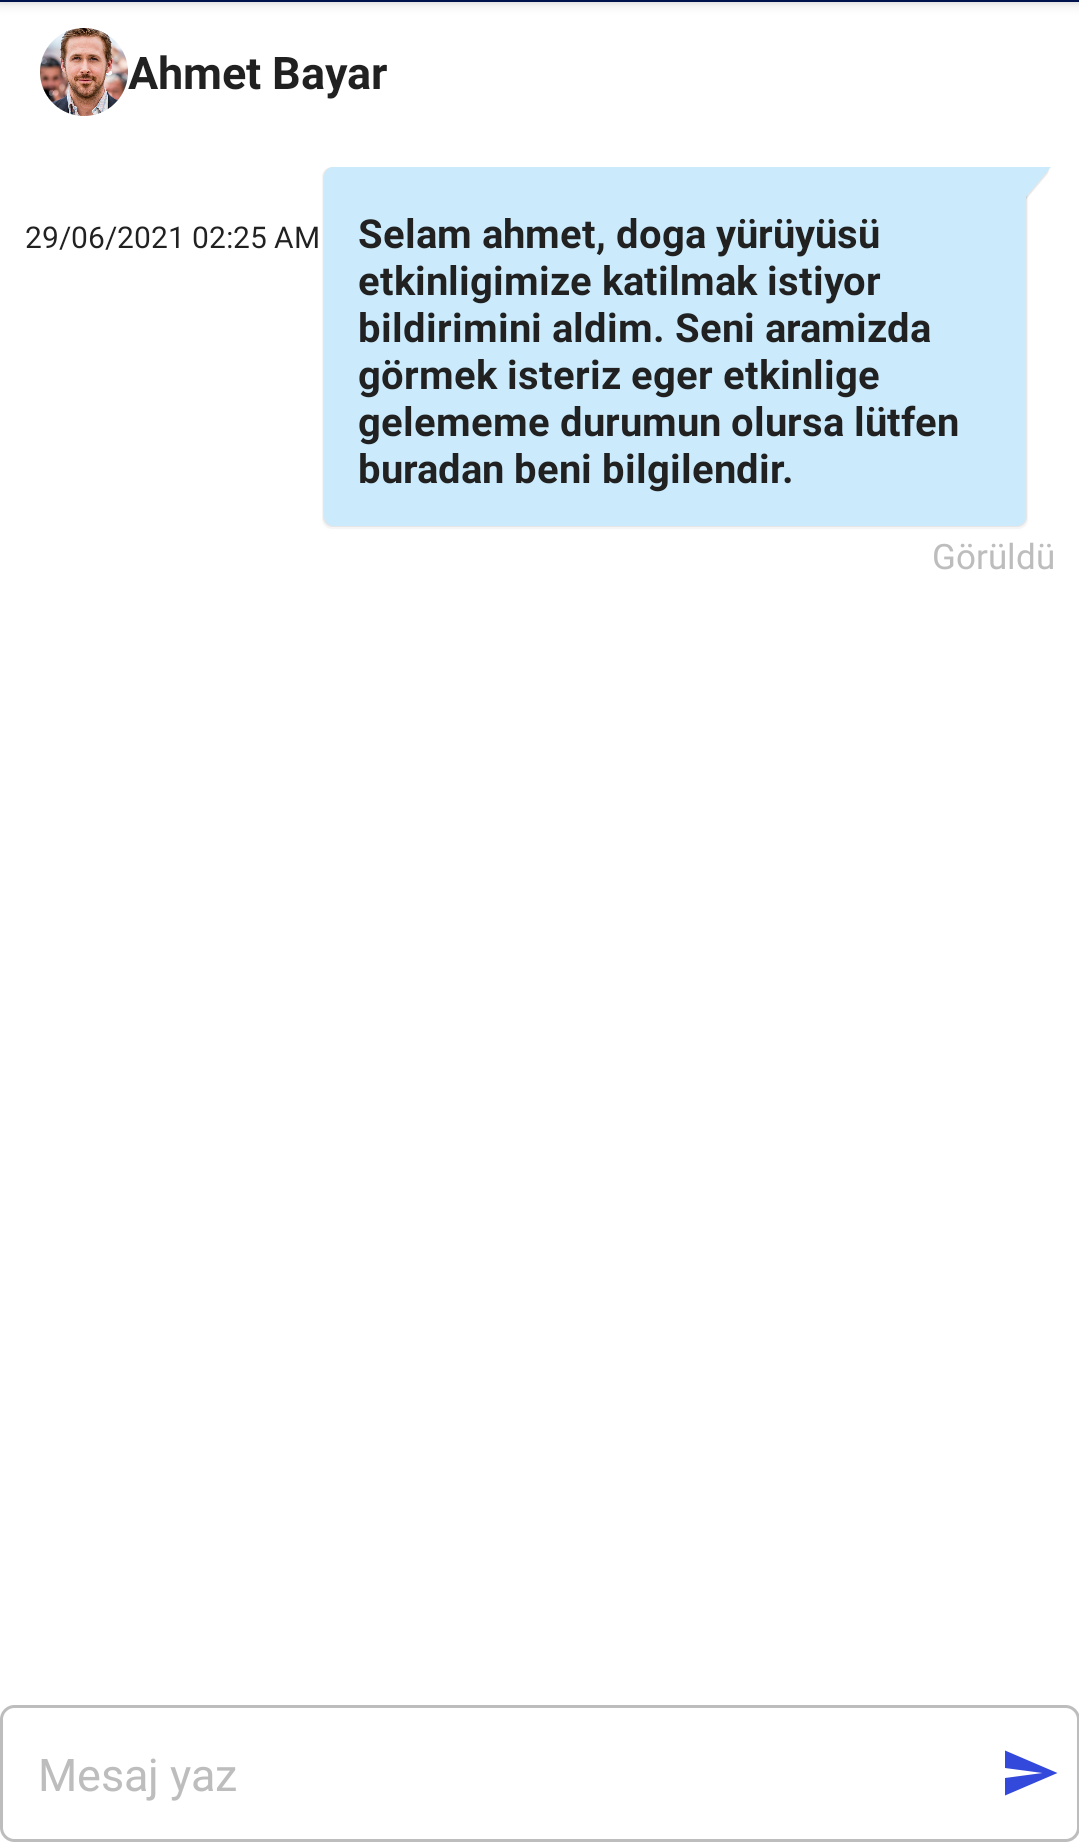 Ahmet Bayar
29/06/2021 02:25 AM
Selam ahmet, doga yürüyüsü
etkinligimize katilmak istiyor
bildirimini aldim. Seni aramizda
görmek isteriz eger etkinlige
gelememe durumun olursa lütfen
buradan beni bilgilendir.
Görüldü
Mesaj yaz